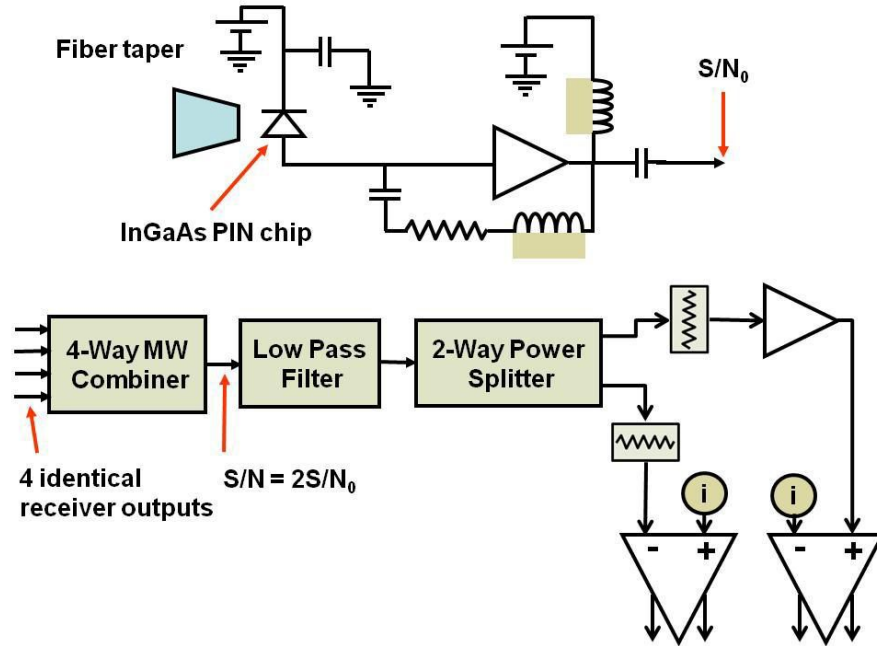 Fiber taper
S/N₀
InGaAs PIN chip
4-Way MW
Combiner
Low Pass
Filter
2-Way Power
Splitter
4 identical
receiver outputs
S/N = 2S/N₀
i
i
- +
- +